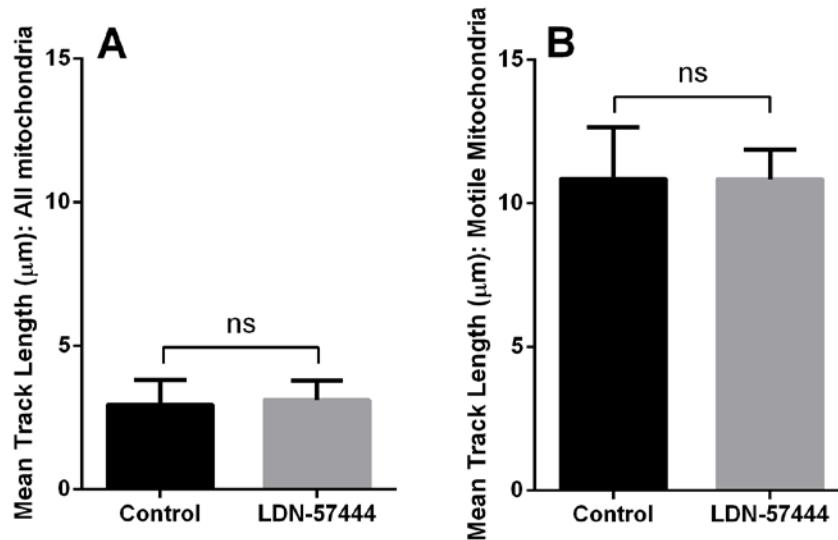 A
Mean Track Length (μm): All mitochondria
15
10
5
0
ns
Control
LDN-57444
B
Mean Track Length (μm): Motile Mitochondria
15
10
5
0
ns
Control
LDN-57444